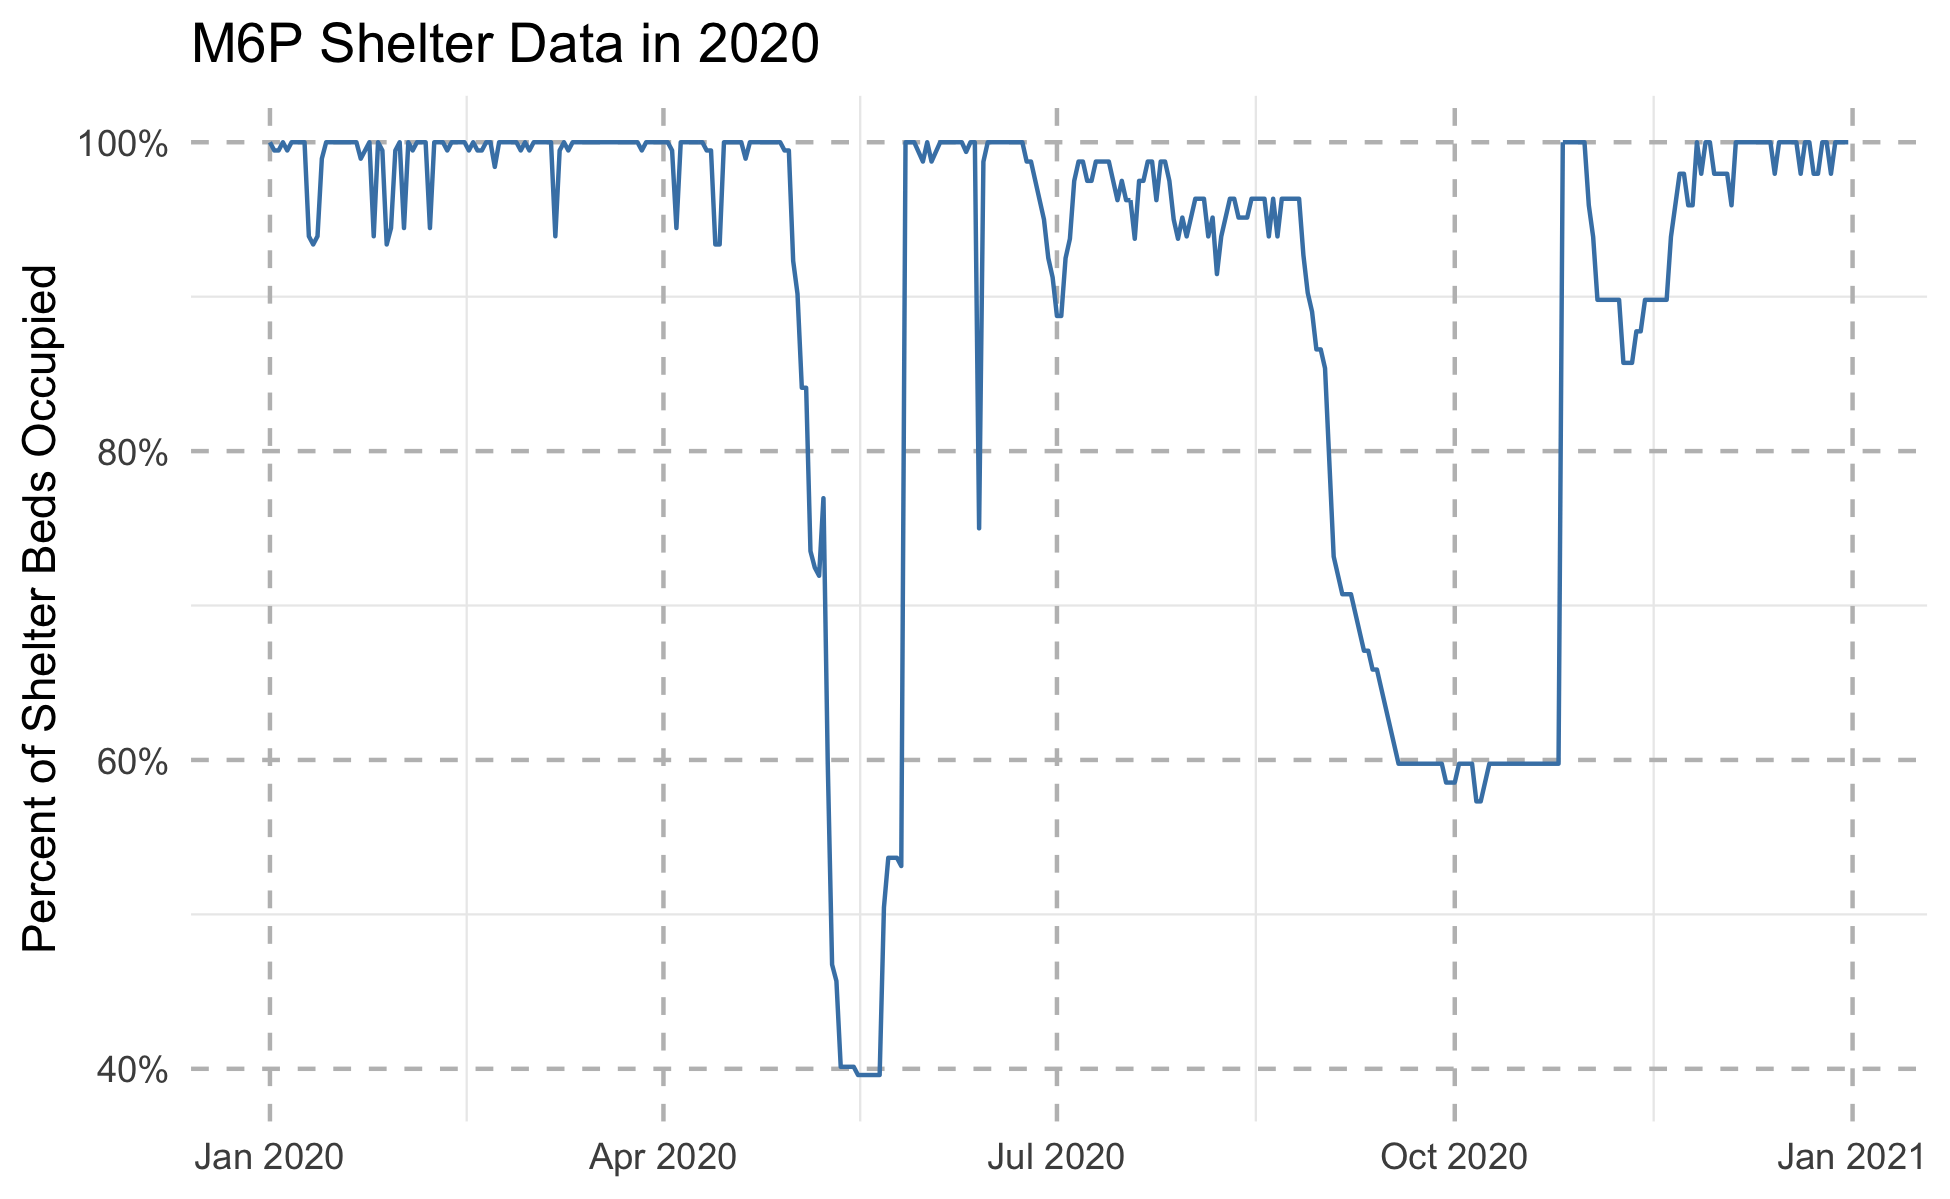 M6P Shelter Data in 2020
Percent of Shelter Beds Occupied
100%
80%
60%
40%
Jan 2020
Apr 2020
Jul 2020
Oct 2020
Jan 2021